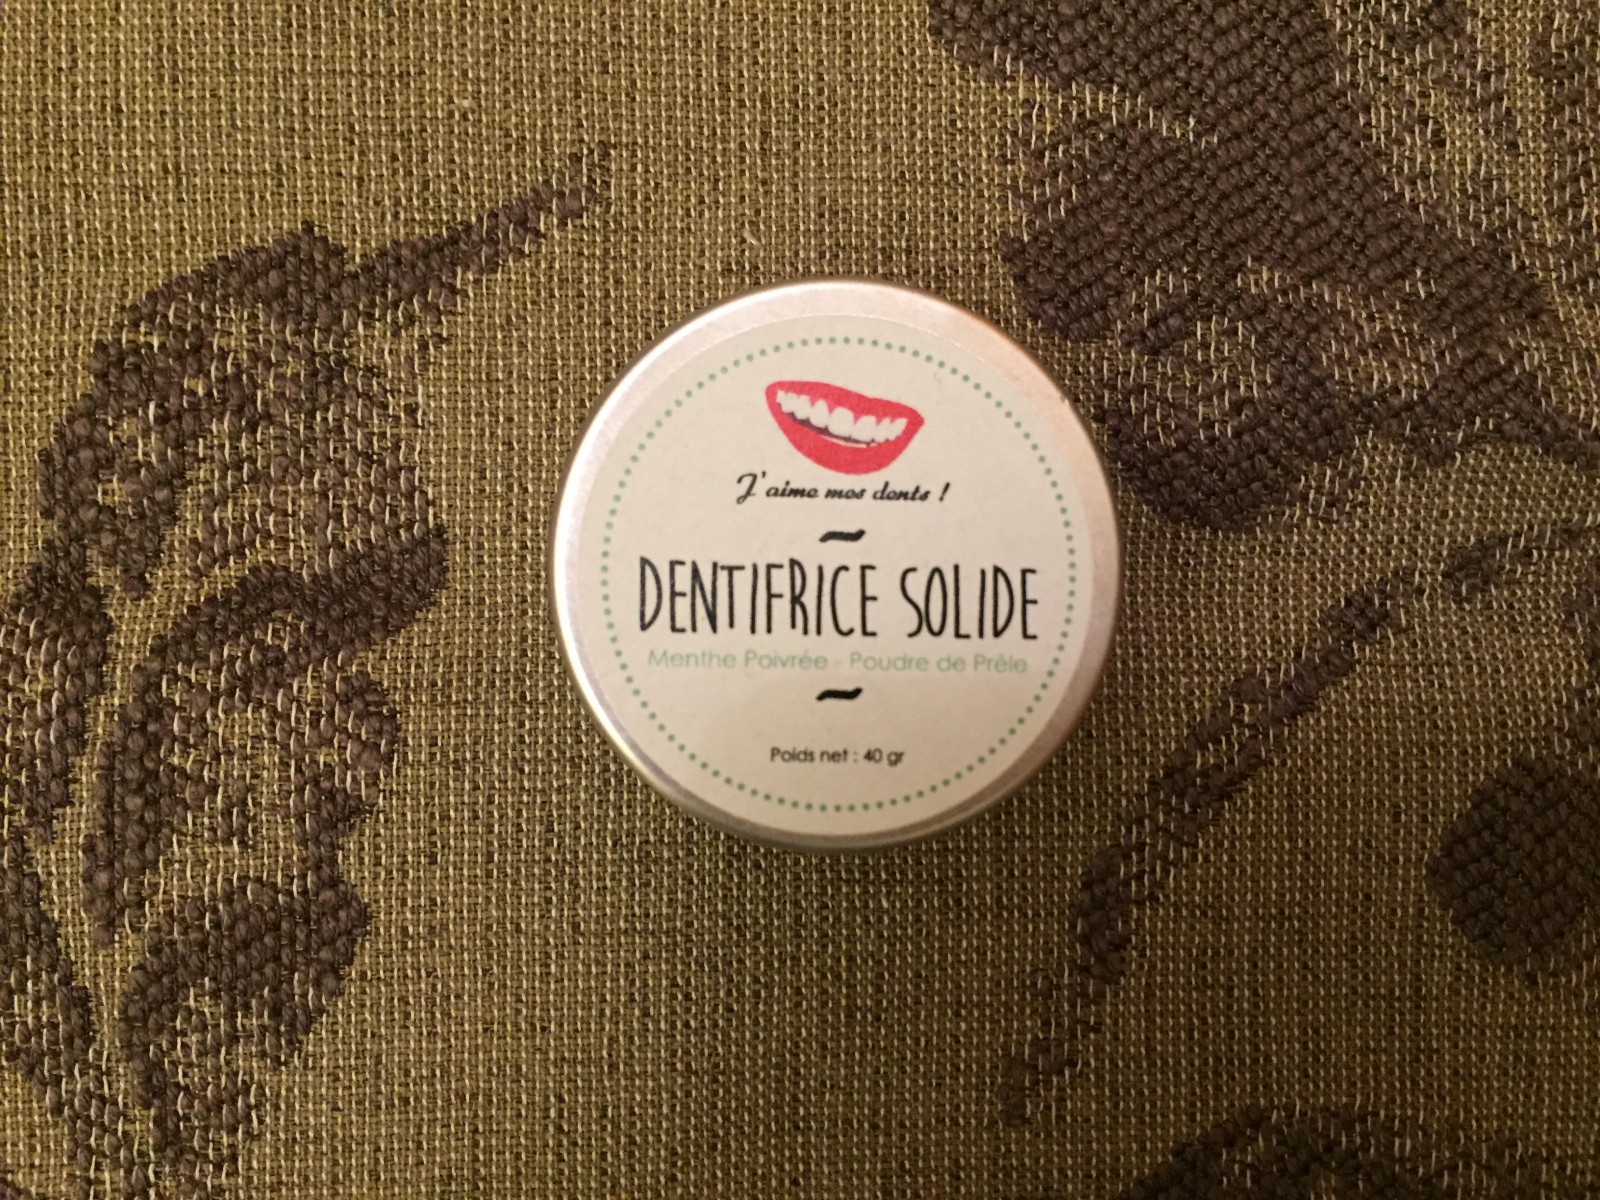 J'aime mes dents !
~
DENTIFRICE SOLIDE
Menthe Poivrée - Poudre de Prêle
~
Poids net : 40 gr